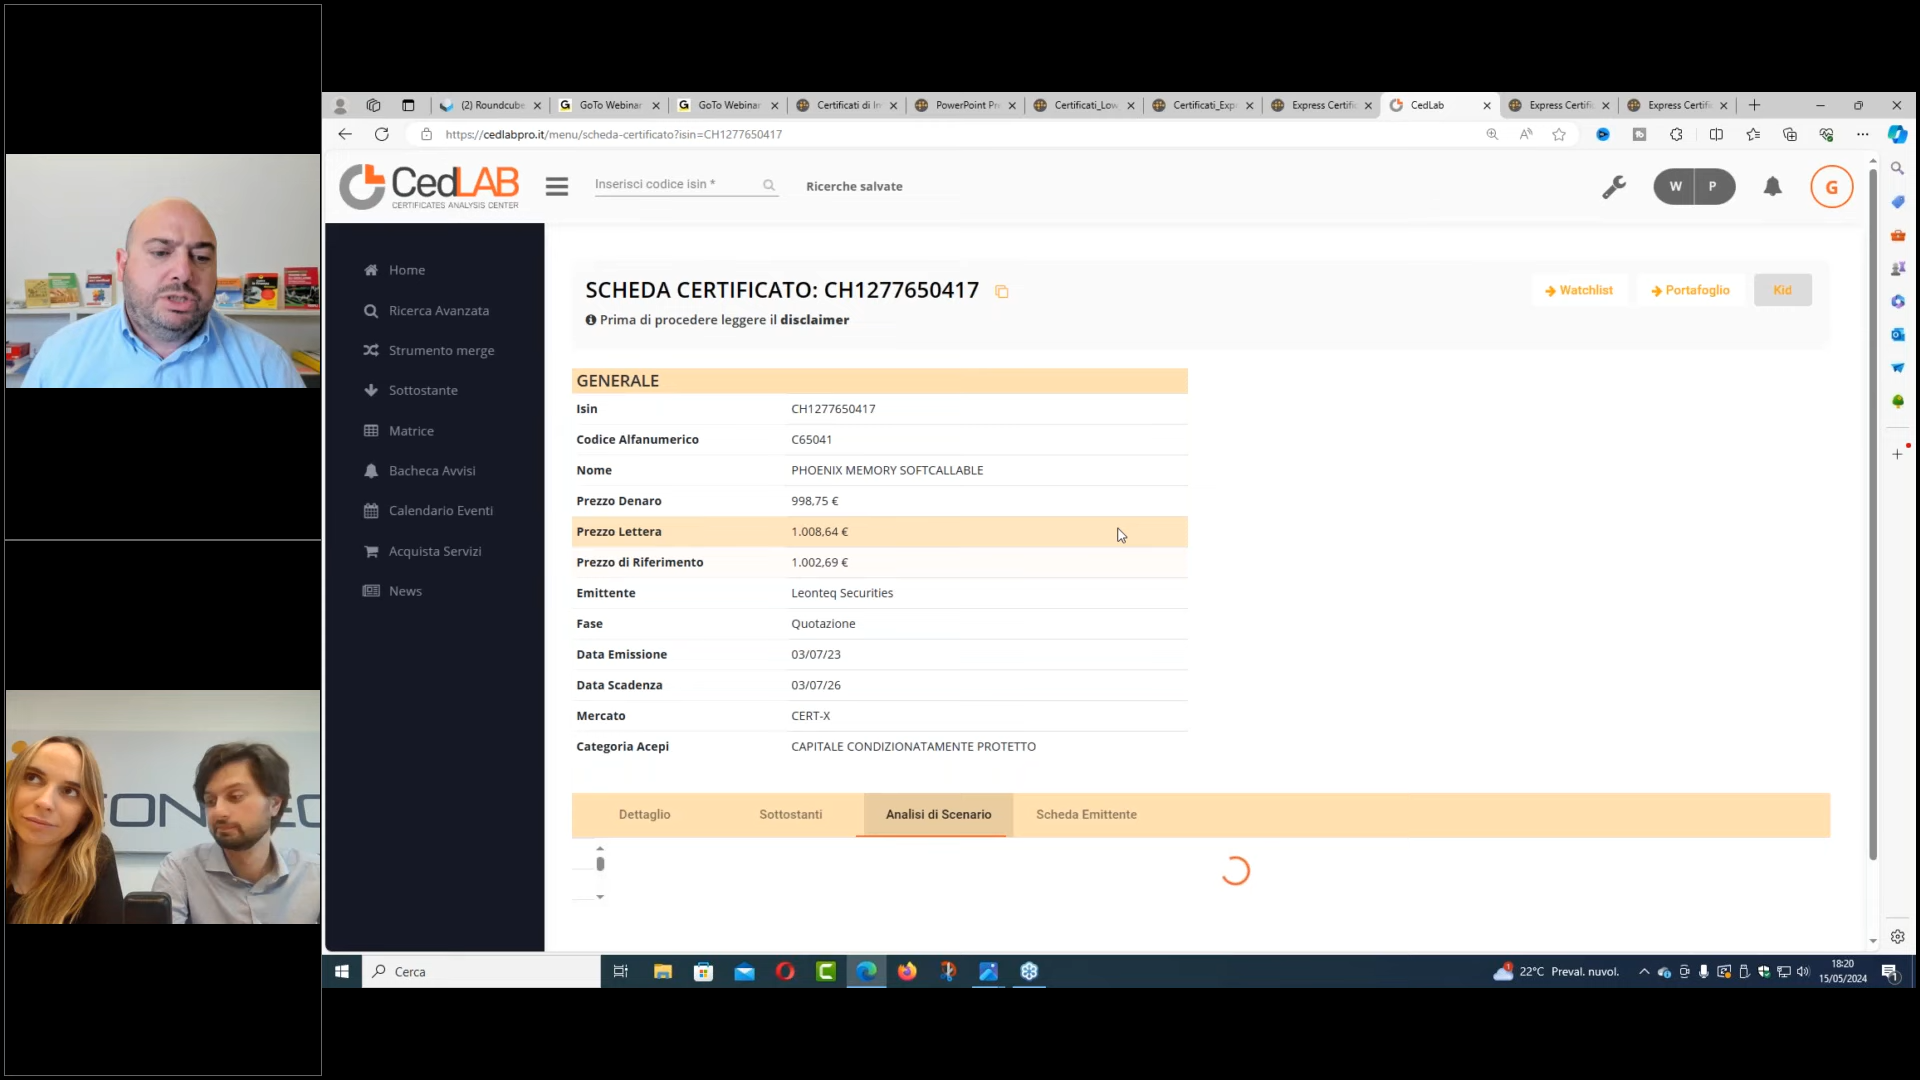 (2) Roundcube
GoTo Webinar
GoTo Webinar
Certificati di In
PowerPoint Pr
Certificati_Low
Certificati_Exp
Express Certific
CedLab
Express Certific
Express Certific
https://cedlabpro.it/menu/scheda-certificato?isin=CH1277650417
CedLAB
CERTIFICATES ANALYSIS CENTER
Inserisci codice isin *
Ricerche salvate
W P
G
Home
Ricerca Avanzata
Strumento merge
Sottostante
Matrice
Bacheca Avvisi
Calendario Eventi
Acquista Servizi
News
SCHEDA CERTIFICATO: CH1277650417
Prima di procedere leggere il disclaimer
Watchlist
Portafoglio
Kid
GENERALE
Isin CH1277650417
Codice Alfanumerico C65041
Nome PHOENIX MEMORY SOFTCALLABLE
Prezzo Denaro 998,75 €
Prezzo Lettera 1.008,64 €
Prezzo di Riferimento 1.002,69 €
Emittente Leonteq Securities
Fase Quotazione
Data Emissione 03/07/23
Data Scadenza 03/07/26
Mercato CERT-X
Categoria Acepi CAPITALE CONDIZIONATAMENTE PROTETTO
Dettaglio
Sottostanti
Analisi di Scenario
Scheda Emittente
Cerca
22°C Preval. nuvol.
18:20
15/05/2024